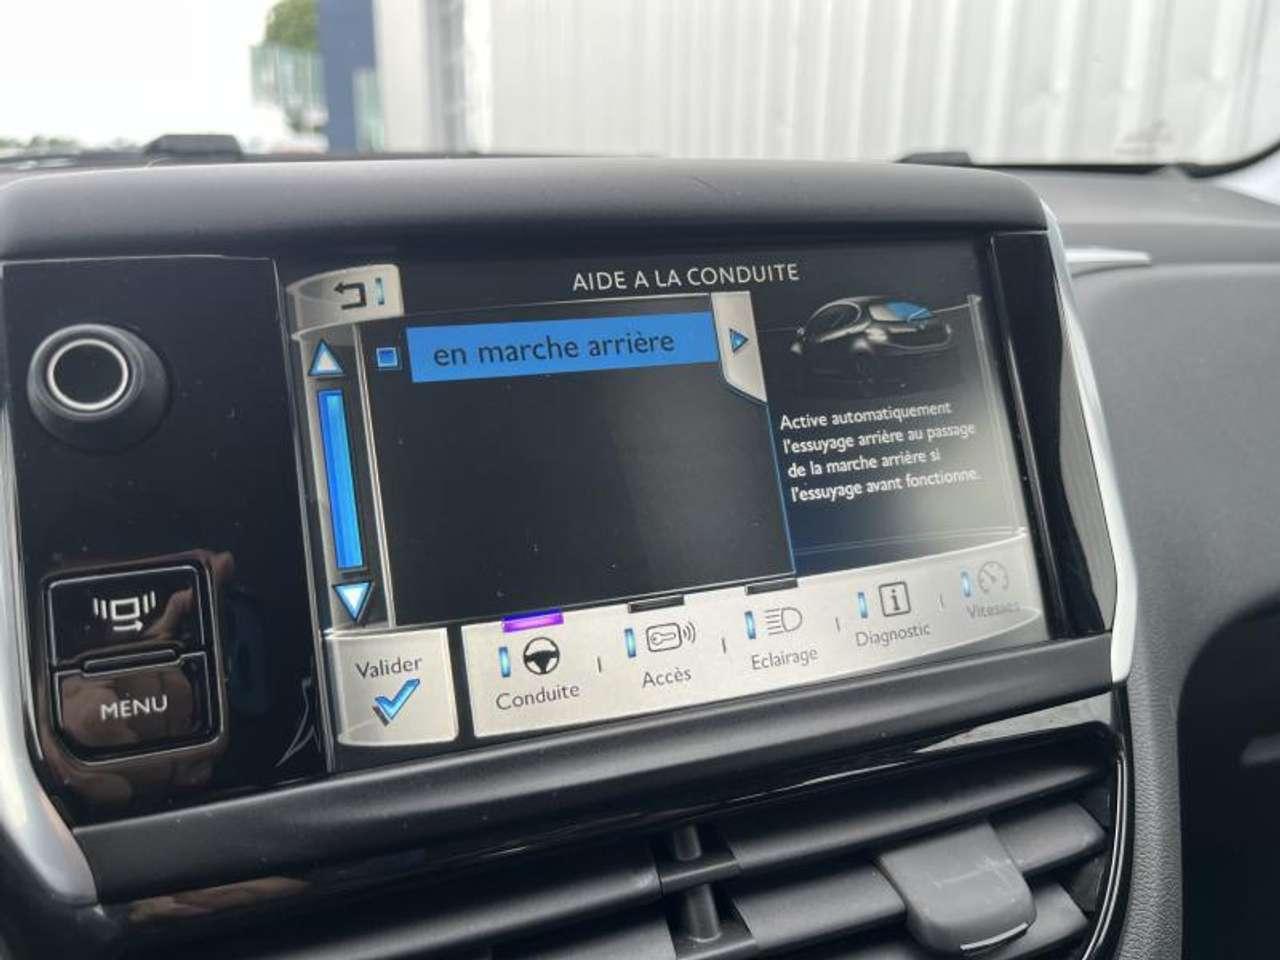 AIDE A LA CONDUITE
en marche arrière
Active automatiquement
l'essuyage arrière au passage
de la marche arrière si
l'essuyage avant fonctionne.
MENU
Valider
Conduite
Accès
Eclairage
Diagnostic
Vitesses